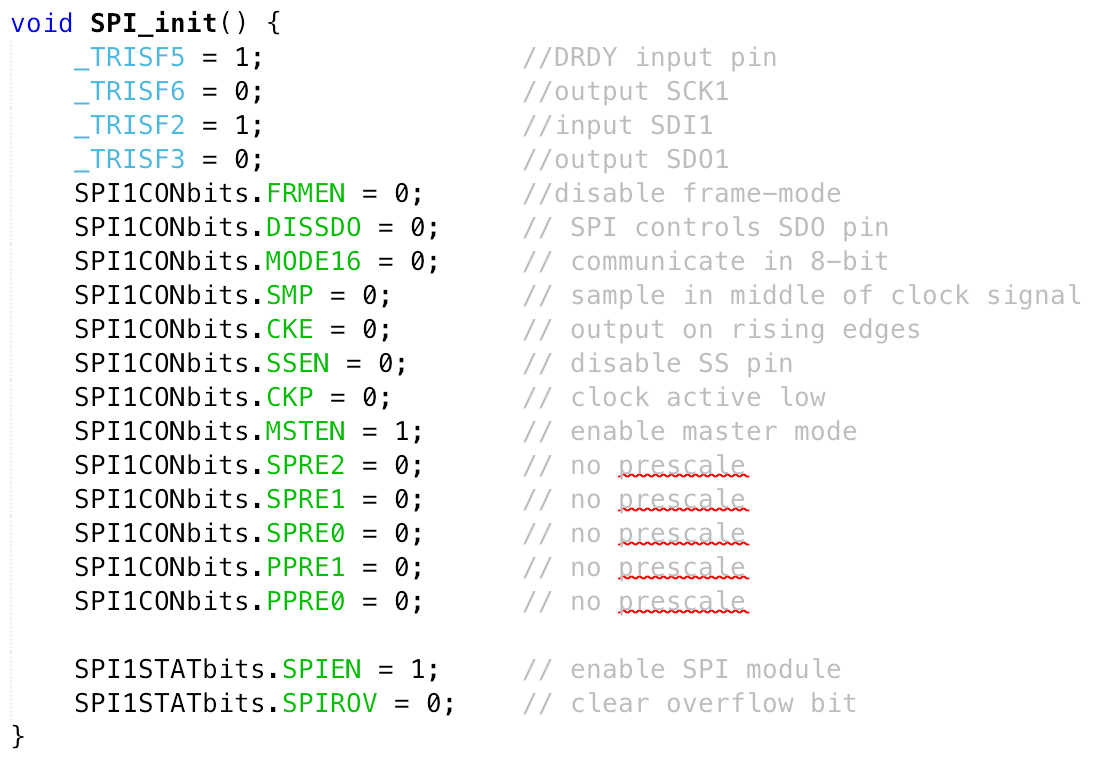 void SPI_init() {
    _TRISF5 = 1;                //DRDY input pin
    _TRISF6 = 0;                //output SCK1
    _TRISF2 = 1;                //input SDI1
    _TRISF3 = 0;                //output SDO1
    SPI1CONbits.FRMEN = 0;      //disable frame-mode
    SPI1CONbits.DISSDO = 0;     // SPI controls SDO pin
    SPI1CONbits.MODE16 = 0;     // communicate in 8-bit
    SPI1CONbits.SMP = 0;        // sample in middle of clock signal
    SPI1CONbits.CKE = 0;        // output on rising edges
    SPI1CONbits.SSEN = 0;       // disable SS pin
    SPI1CONbits.CKP = 0;        // clock active low
    SPI1CONbits.MSTEN = 1;      // enable master mode
    SPI1CONbits.SPRE2 = 0;      // no prescale
    SPI1CONbits.SPRE1 = 0;      // no prescale
    SPI1CONbits.SPRE0 = 0;      // no prescale
    SPI1CONbits.PPRE1 = 0;      // no prescale
    SPI1CONbits.PPRE0 = 0;      // no prescale

    SPI1STATbits.SPIEN = 1;     // enable SPI module
    SPI1STATbits.SPIROV = 0;    // clear overflow bit
}